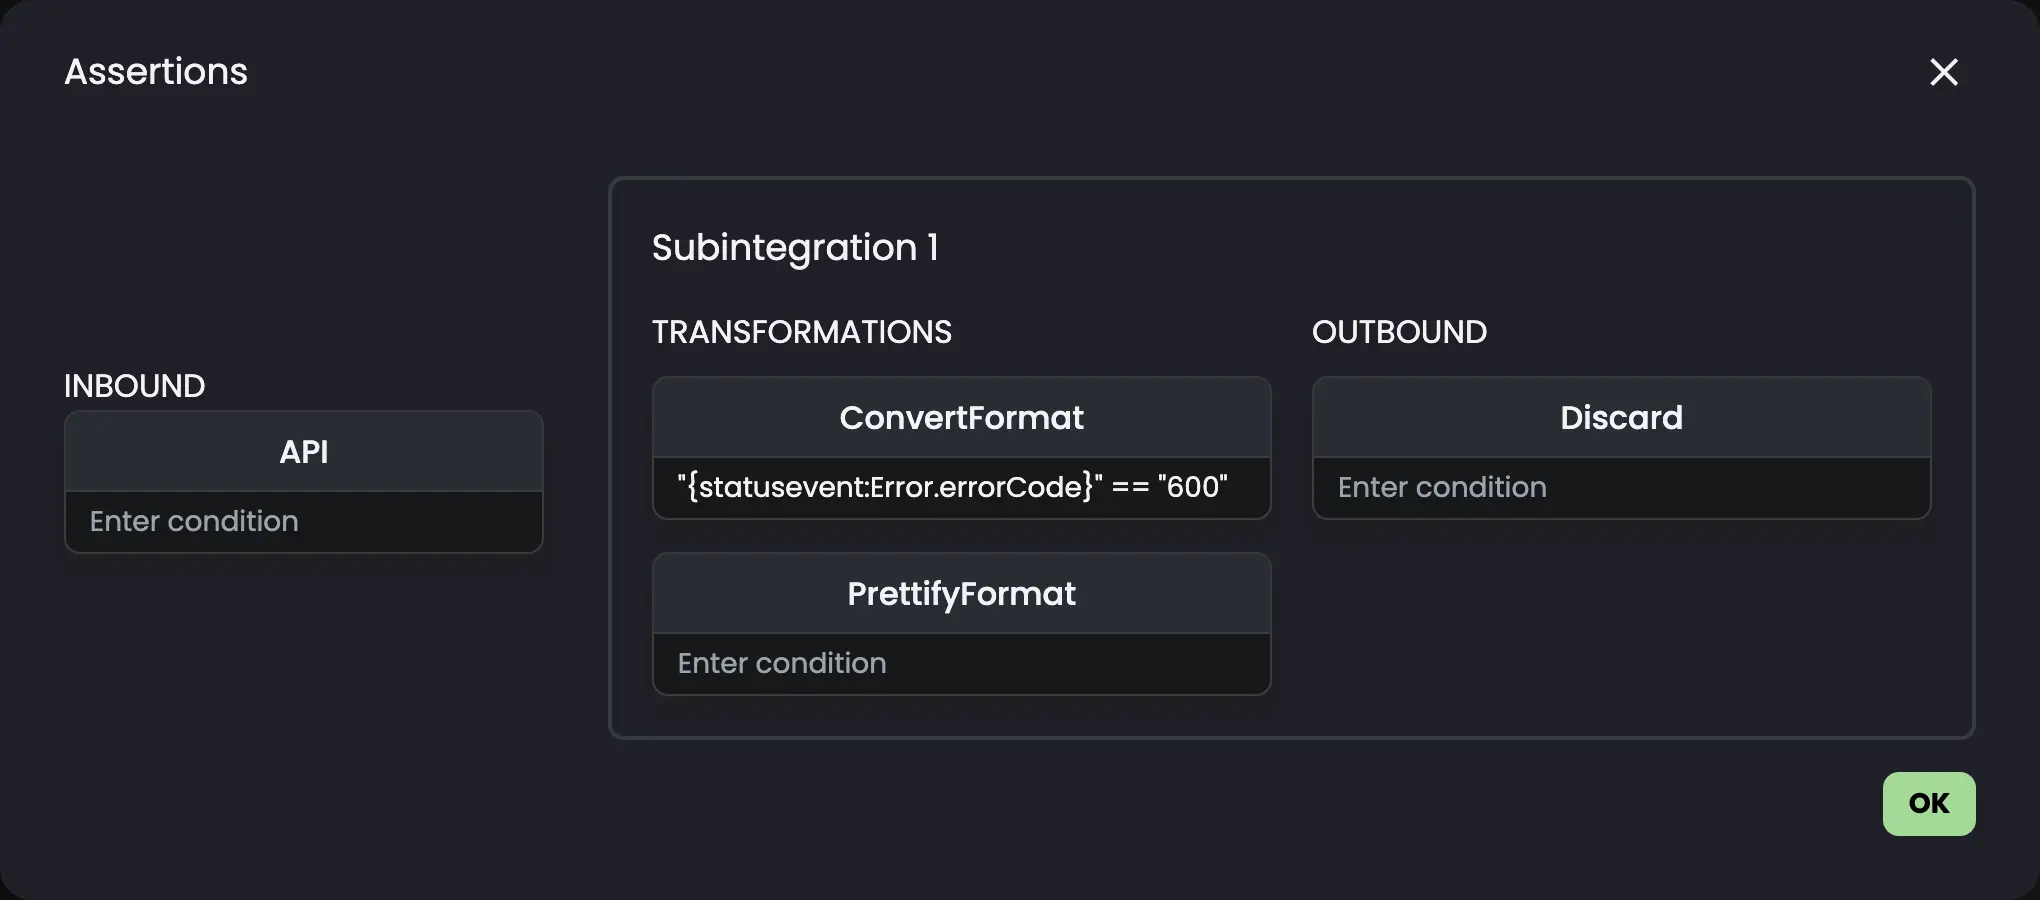 Assertions
INBOUND
API
Enter condition
Subintegration 1
TRANSFORMATIONS
ConvertFormat
"{statusevent:Error.errorCode}" == "600"
PrettifyFormat
Enter condition
OUTBOUND
Discard
Enter condition
OK